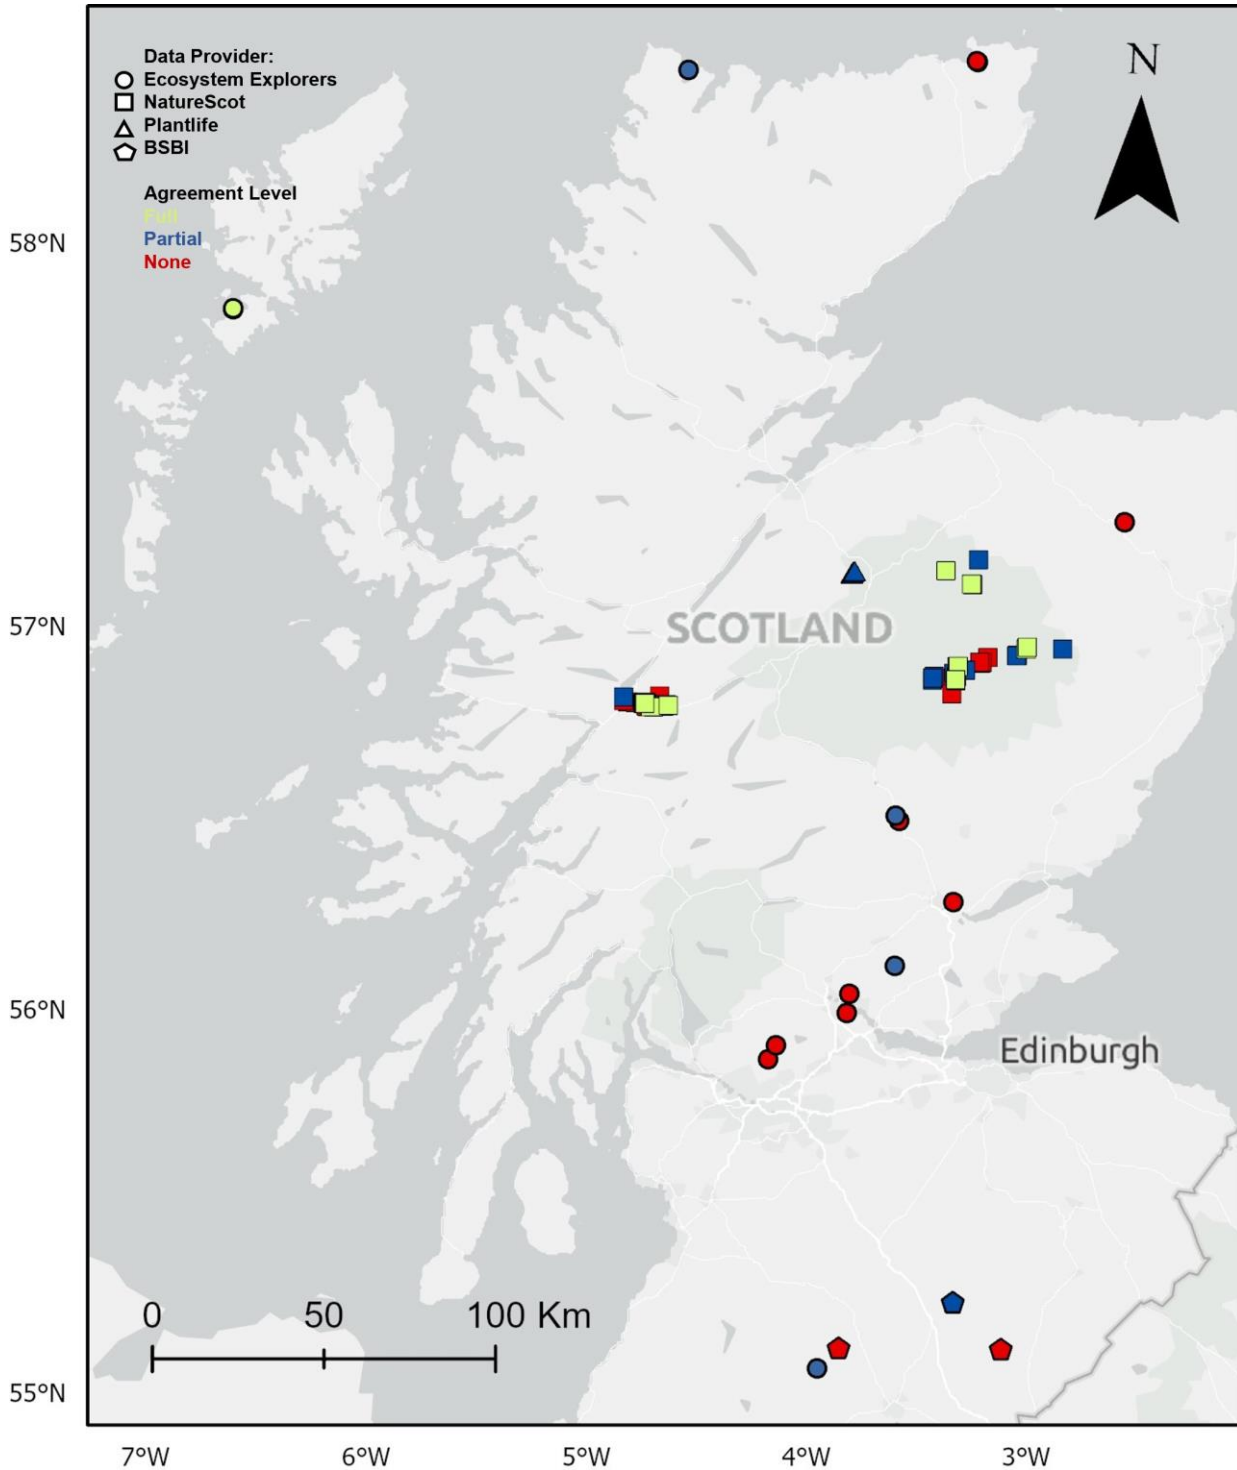 Data Provider:
Ecosystem Explorers
NatureScot
Plantlife
BSBI
Agreement Level
Full
Partial
None
N
58°N
57°N
56°N
55°N
SCOTLAND
Edinburgh
0 50 100 Km
7°W 6°W 5°W 4°W 3°W